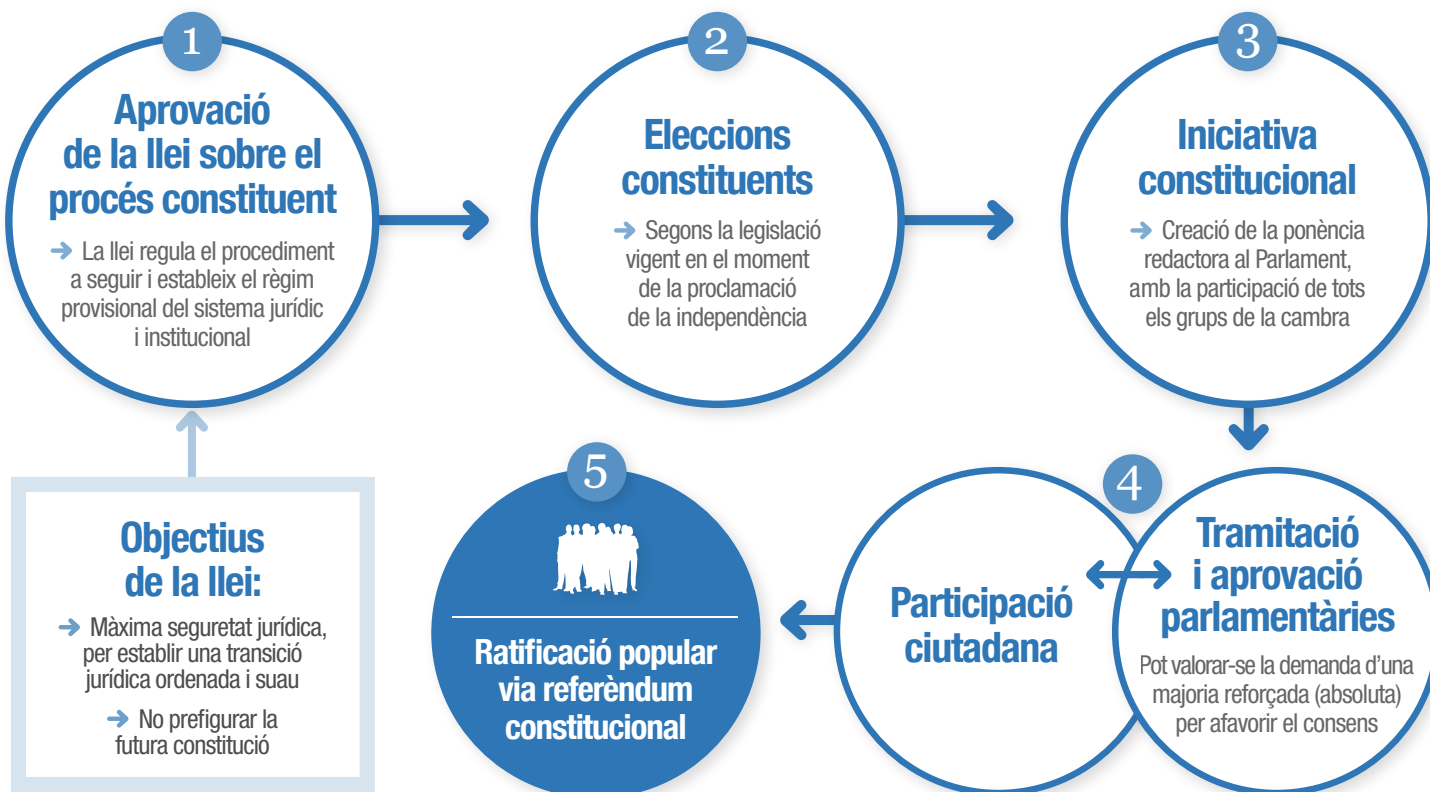 1
Aprovació
de la llei sobre el
procés constituent
➔ La llei regula el procediment
a seguir i estableix el règim
provisional del sistema jurídic
i institucional
2
Eleccions
constituents
➔ Segons la legislació
vigent en el moment
de la proclamació
de la independència
3
Iniciativa
constitucional
➔ Creació de la ponència
redactora al Parlament,
amb la participació de tots
els grups de la cambra
Objectius
de la llei:
➔ Màxima seguretat jurídica,
per establir una transició
jurídica ordenada i suau
➔ No prefigurar la
futura constitució
5
Ratificació popular
via referèndum
constitucional
4
Participació
ciutadana
Tramitació
i aprovació
parlamentàries
Pot valorar-se la demanda d’una
majoria reforçada (absoluta)
per afavorir el consens